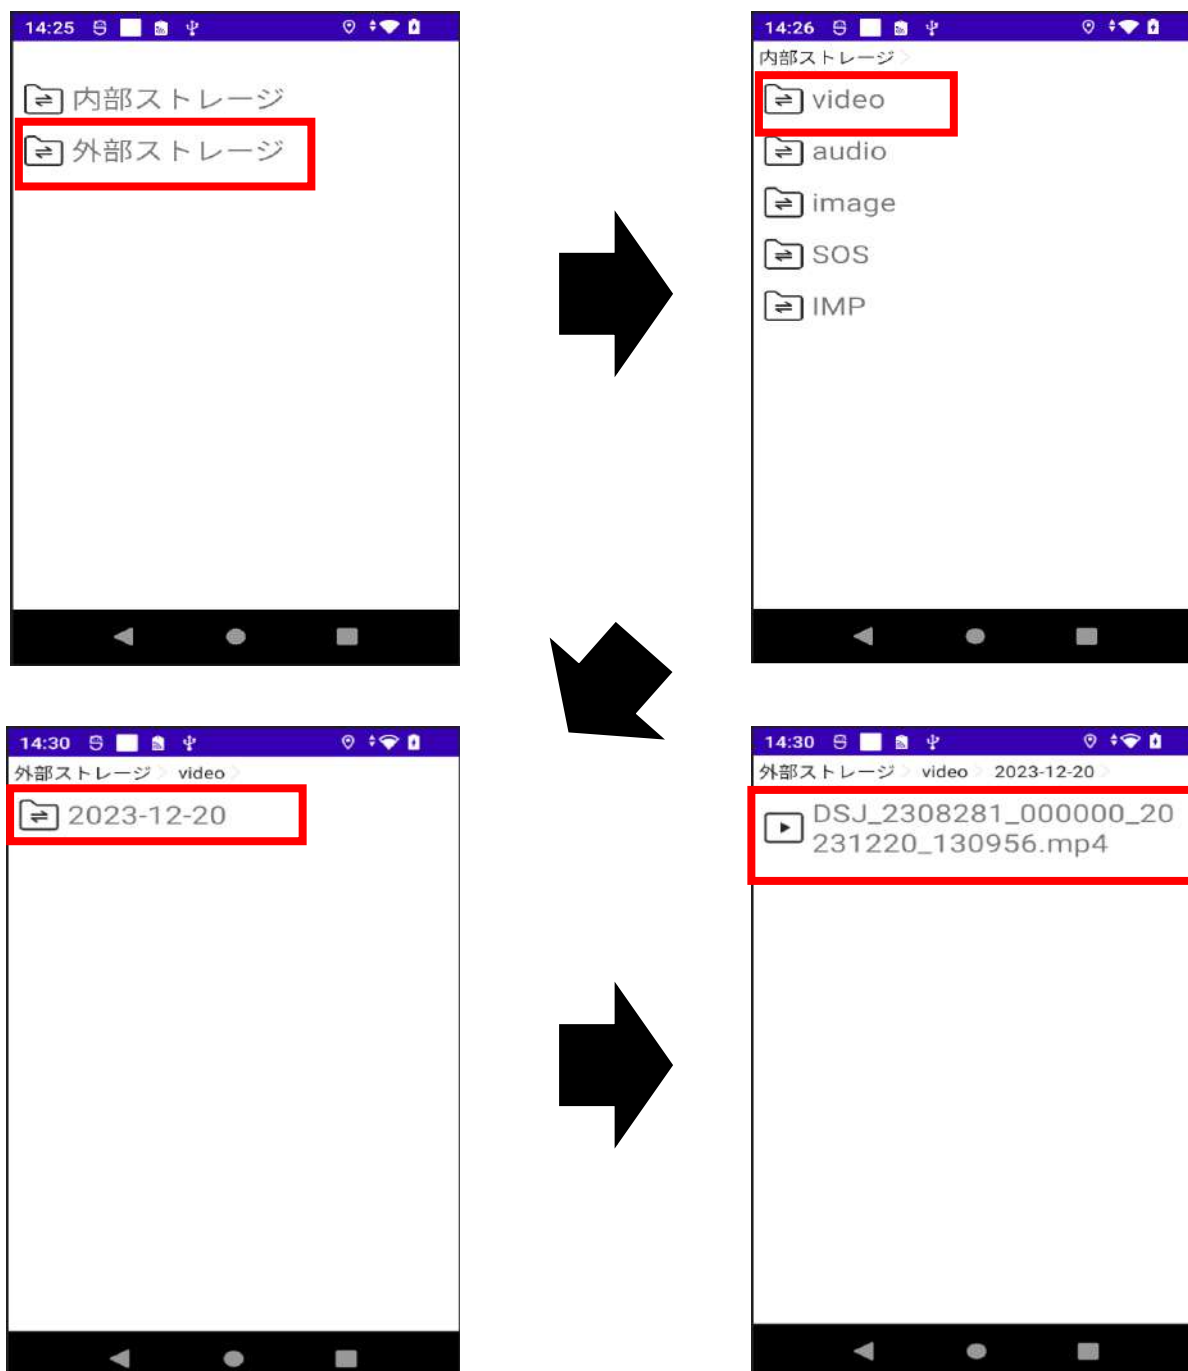 14:25
内部ストレージ
外部ストレージ
14:26
内部ストレージ
video
audio
image
SOS
IMP
14:30
外部ストレージ video
2023-12-20
14:30
外部ストレージ video 2023-12-20
DSJ_2308281_000000_20
231220_130956.mp4